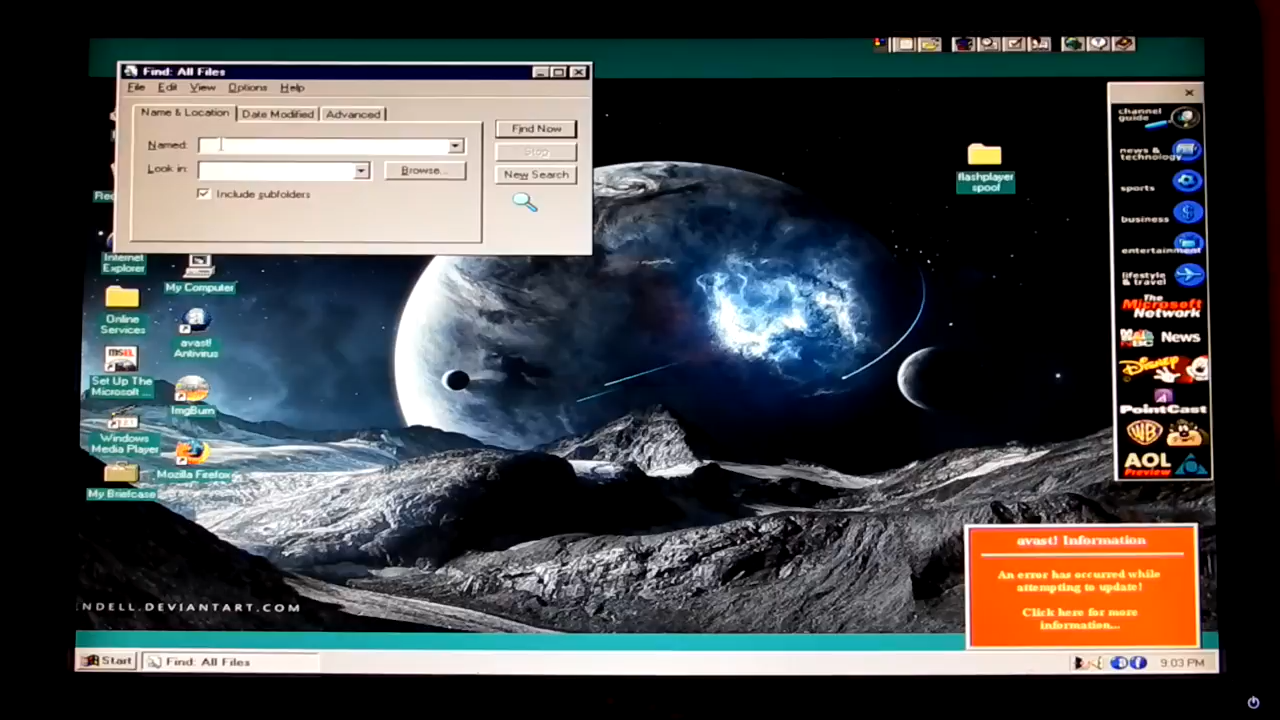 Find: All Files
File Edit View Options Help
Name & Location Date Modified Advanced
Named:
Look in: Browse...
Include subfolders
Find Now
Stop
New Search
flashplayer
spoof
Internet
Explorer
My Computer
Online
Services
avast!
Antivirus
Set Up The
Microsoft ...
ImgBurn
Windows
Media Player
Mozilla Firefox
My Briefcase
channel
guide
news &
technology
sports
business
entertainment
lifestyle
& travel
The
Microsoft
Network
News
Disney
PointCast
WB
AOL
Preview
avast! Information
An error has occurred while
attempting to update!
Click here for more
information...
NDELL.DEVIANTART.COM
Start
Find: All Files
9:03 PM